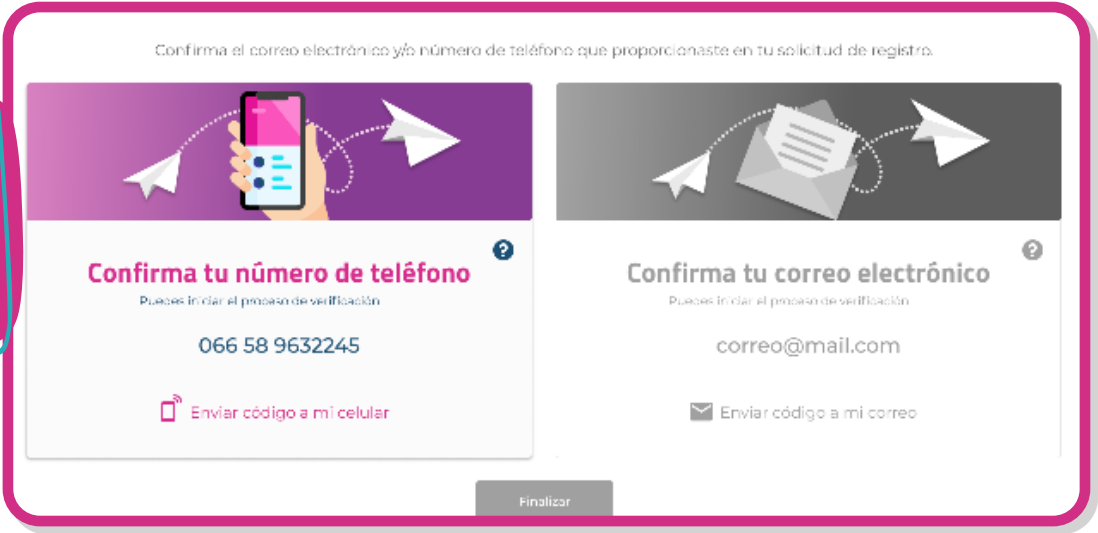 Confirma el correo electrónico y/o número de teléfono que proporcionaste en tu solicitud de registro.
Confirma tu número de teléfono
Puedes iniciar el proceso de verificación
066 58 9632245
Enviar código a mi celular
Confirma tu correo electrónico
Puedes iniciar el proceso de verificación
correo@mail.com
Enviar código a mi correo
Finalizar